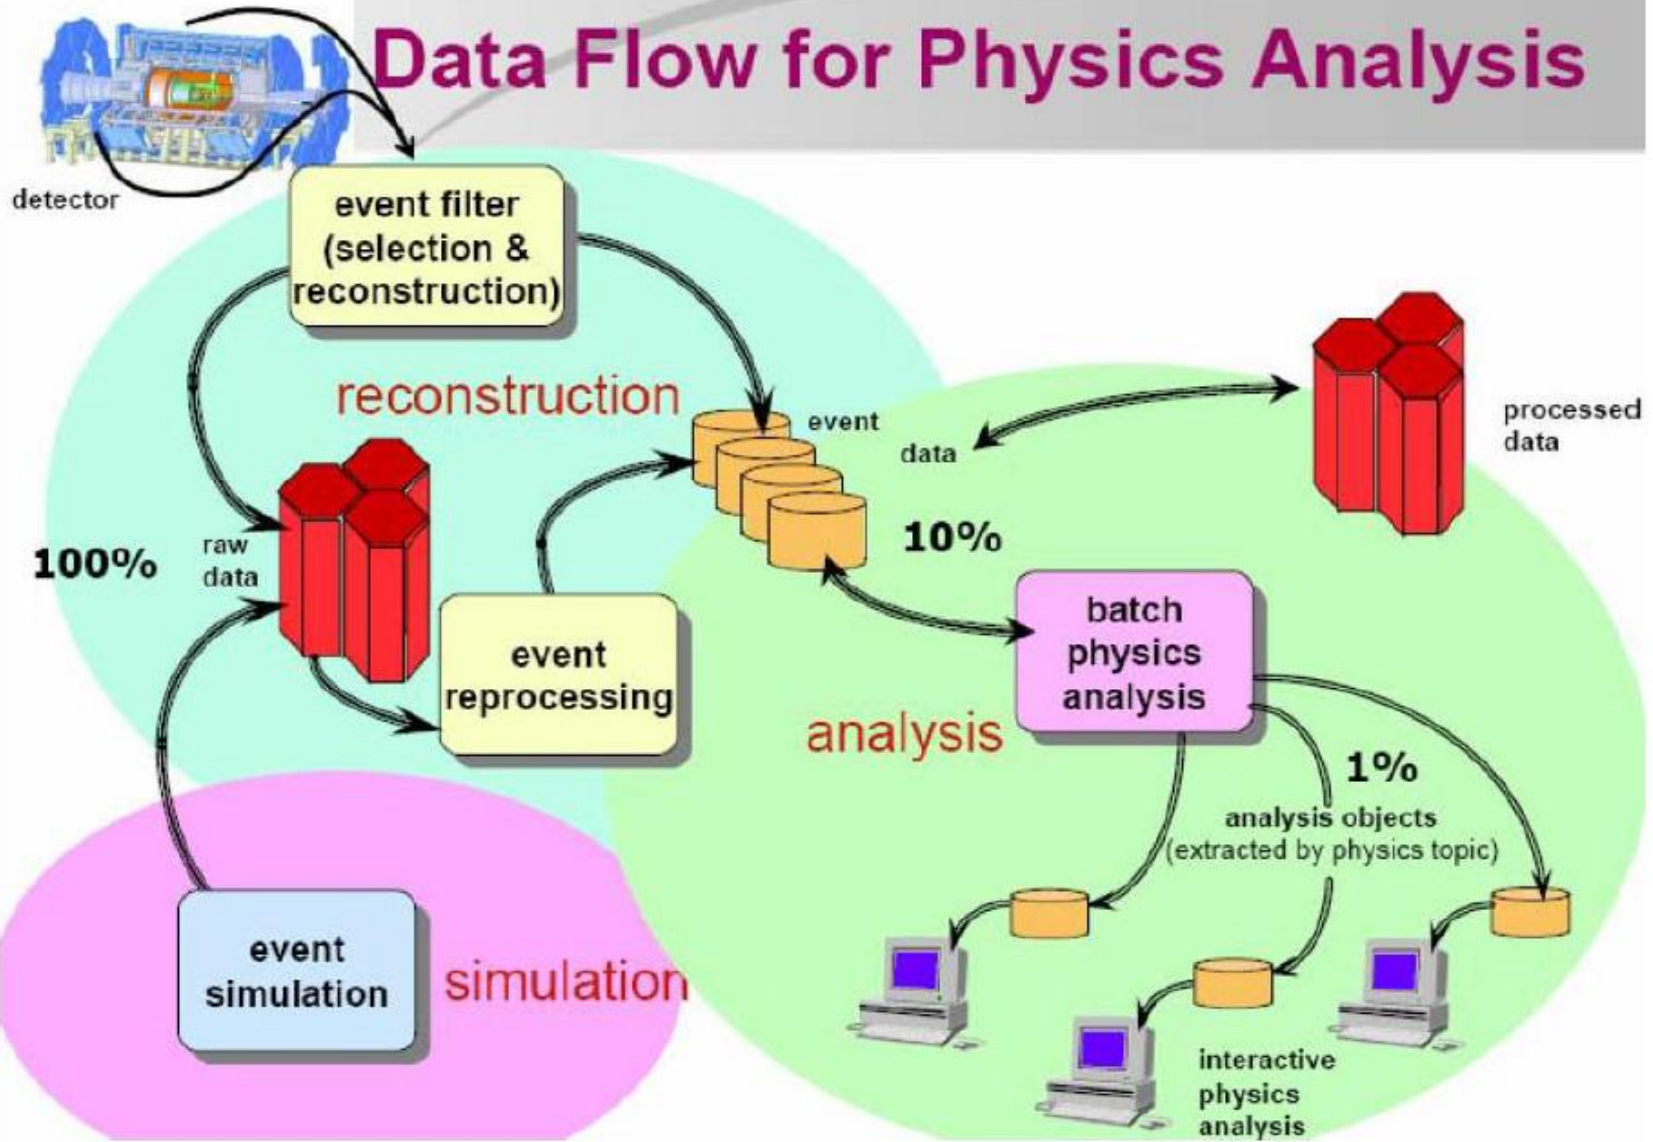 Data Flow for Physics Analysis
detector
event filter
(selection &
reconstruction)
reconstruction
event
data
processed
data
100%
raw
data
10%
event
reprocessing
batch
physics
analysis
analysis
1%
analysis objects
(extracted by physics topic)
event
simulation
simulation
interactive
physics
analysis